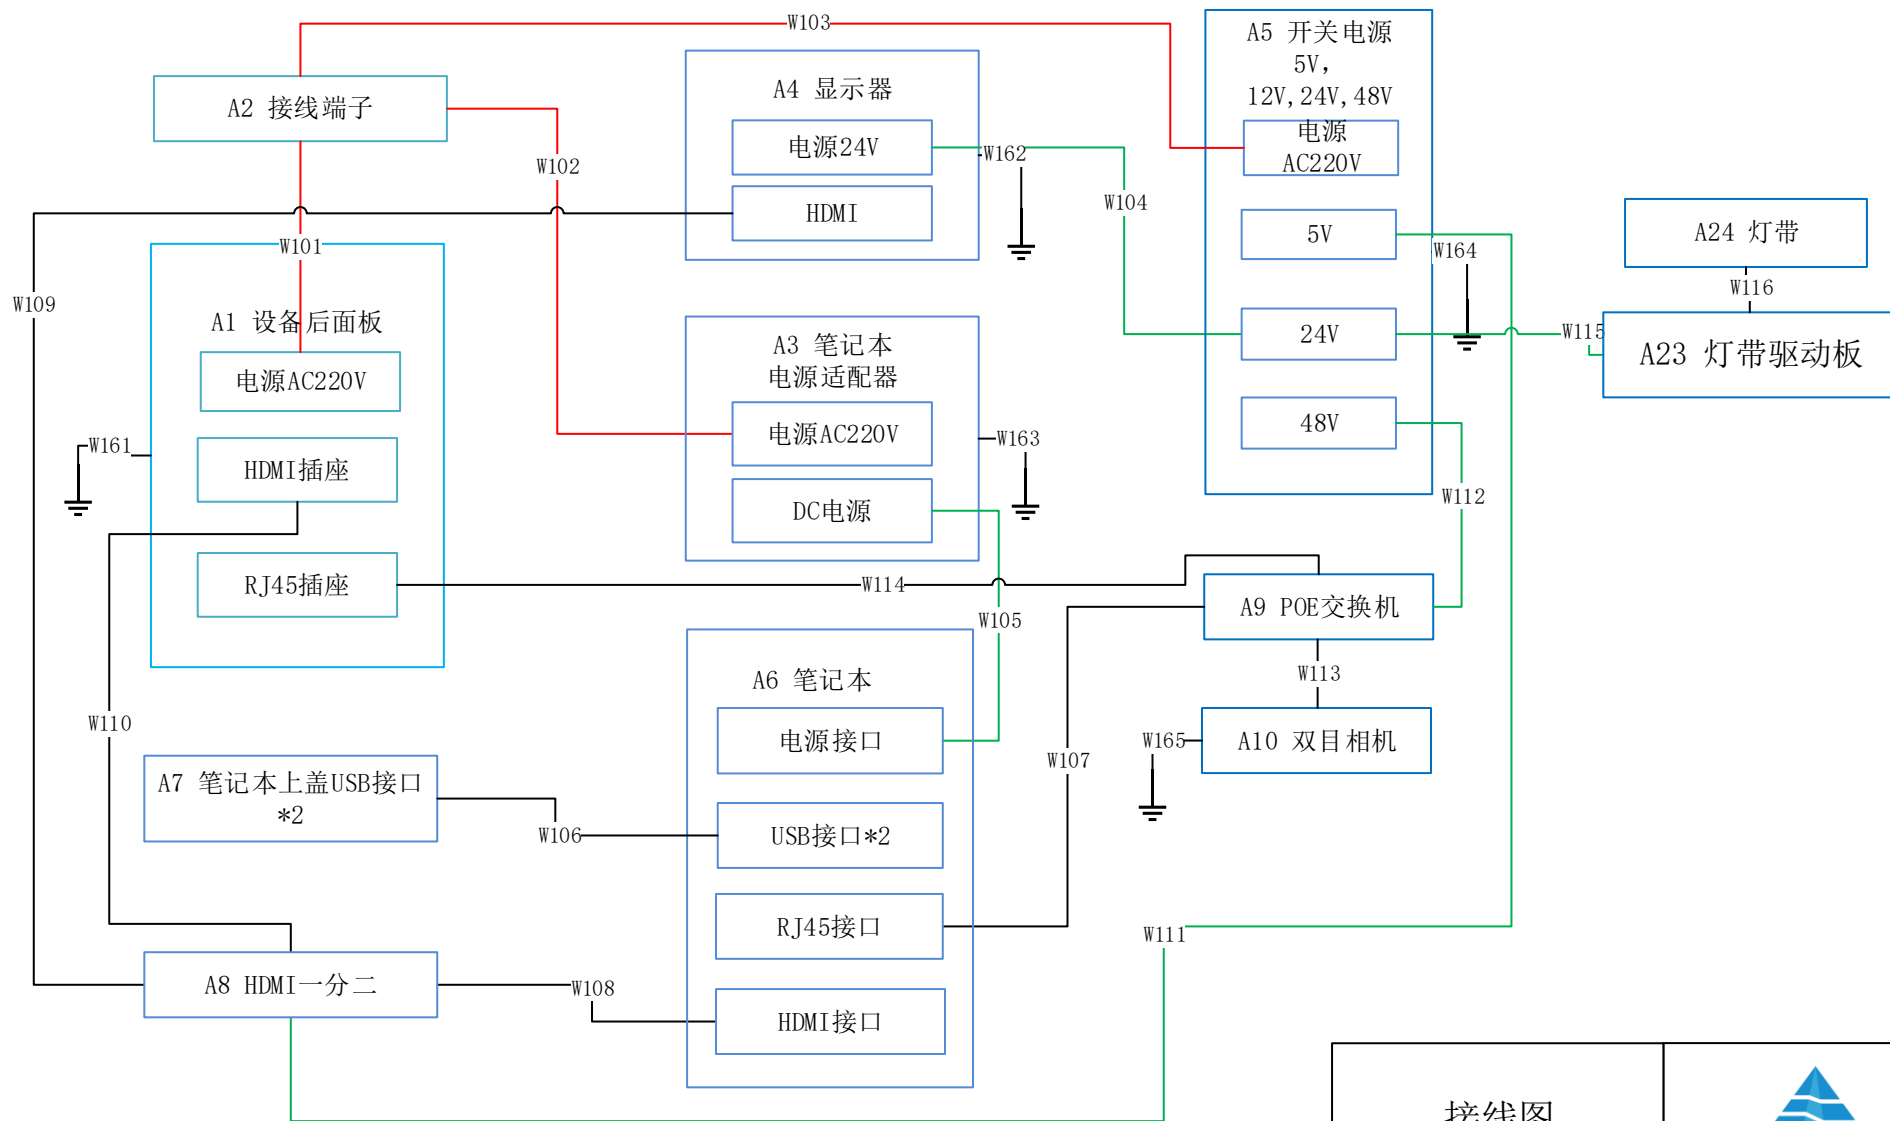 W103
A5 开关电源
5V,
12V,24V,48V
电源
AC220V
A2 接线端子
A4 显示器
电源24V
W162
W102
HDMI
W104
5V
W164
A24 灯带
W101
W116
W109
A1 设备后面板
A3 笔记本
电源适配器
24V
W115
A23 灯带驱动板
电源AC220V
电源AC220V
48V
W161
W163
HDMI插座
DC电源
W112
RJ45插座
W114
A9 POE交换机
W105
A6 笔记本
W113
W110
电源接口
W165
A10 双目相机
W107
A7 笔记本上盖USB接口
*2
W106
USB接口*2
RJ45接口
W111
A8 HDMI一分二
W108
HDMI接口
接线图